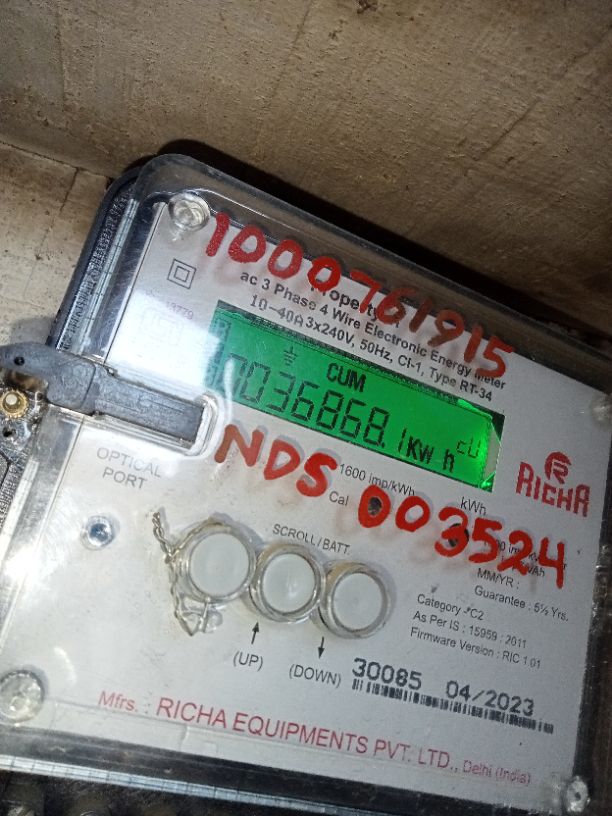 1000761915
ac 3 Phase 4 Wire Electronic Energy Meter
10-40A 3x240V, 50Hz, Cl-1, Type RT-34
CUM
036868.1 kWh
CU
RICHA
NDS 003524
1600 imp/kWh
kWh
Cal
OPTICAL
PORT
SCROLL/BATT.
(UP)
(DOWN)
MM/YR :
Guarantee : 5½ Yrs.
Category : C2
As Per IS : 15959 : 2011
Firmware Version : RIC 1.01
30085 04/2023
Mfrs. : RICHA EQUIPMENTS PVT. LTD., Delhi (India)